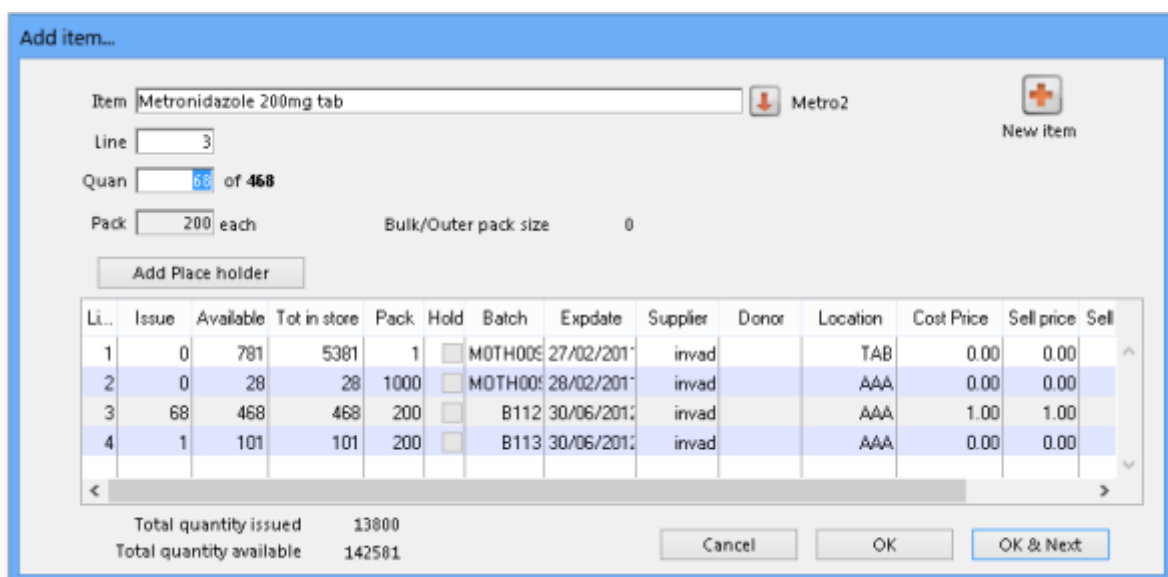 Add item...
Item Metronidazole 200mg tab Metro2
New item
Line 3
Quan 68 of 468
Pack 200 each Bulk/Outer pack size 0
Add Place holder
Li... Issue Available Tot in store Pack Hold Batch Expdate Supplier Donor Location Cost Price Sell price Sell
1 0 781 5381 1 MOTH009 27/02/201 invad TAB 0.00 0.00
2 0 28 28 1000 MOTH009 28/02/201 invad AAA 0.00 0.00
3 68 468 468 200 B112 30/06/2012 invad AAA 1.00 1.00
4 1 101 101 200 B113 30/06/2012 invad AAA 0.00 0.00
Total quantity issued 13800
Total quantity available 142581
Cancel OK OK & Next